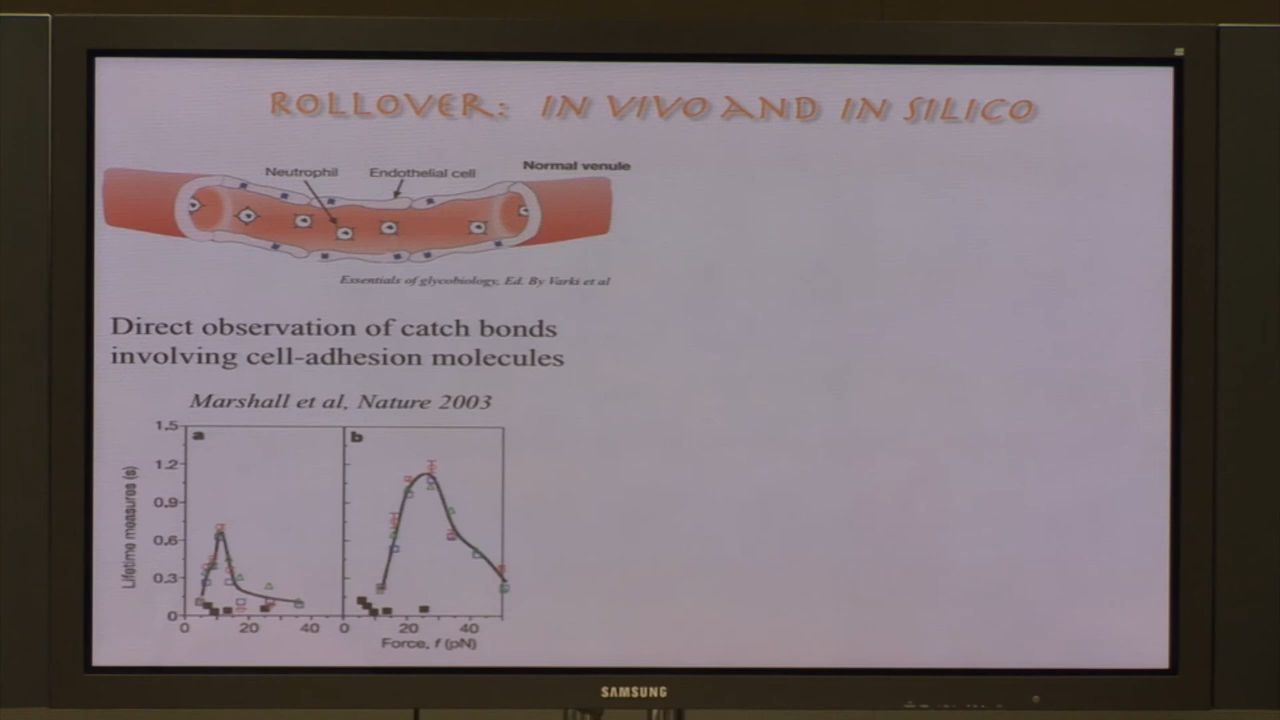 ROLLOVER: IN VIVO AND IN SILICO
Neutrophil Endothelial cell Normal venule
Essentials of glycobiology, Ed. By Varki et al
Direct observation of catch bonds
involving cell-adhesion molecules
Marshall et al, Nature 2003
1.5
a b
1.2
0.9
0.6
0.3
0
Lifetime measures (s)
0 20 40 0 20 40
Force, f (pN)
SAMSUNG